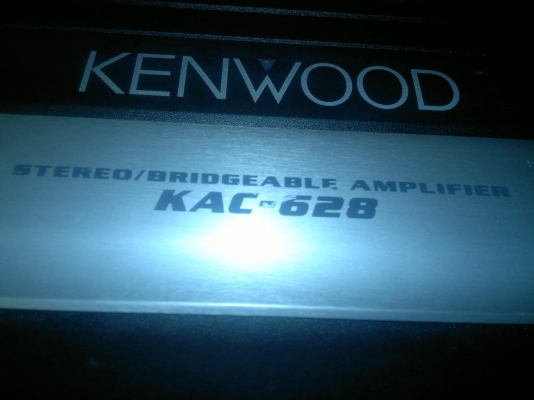 KENWOOD
STEREO/BRIDGEABLE AMPLIFIER
KAC-628